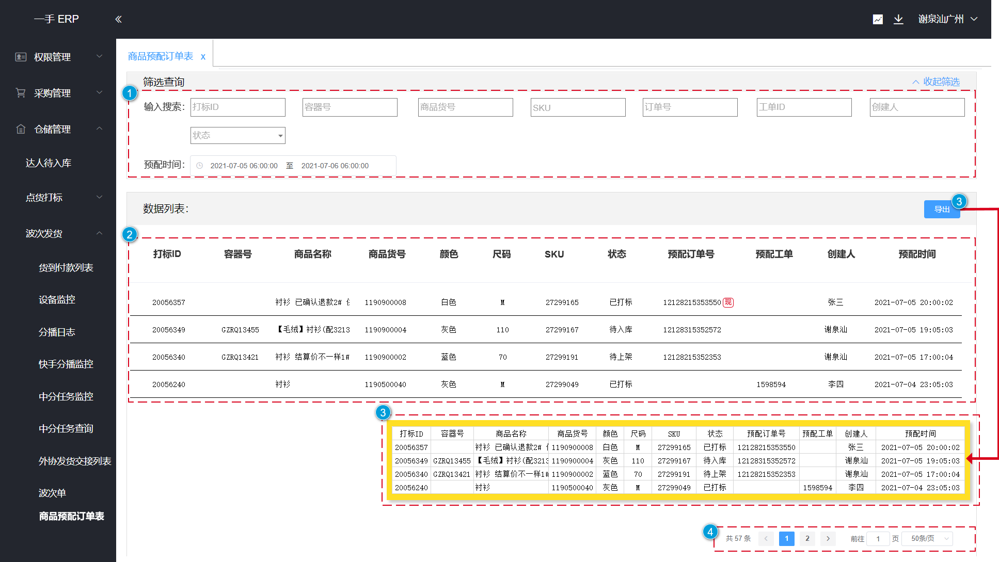 一手 ERP
谢泉汕广州
权限管理
采购管理
仓储管理
达人待入库
点货打标
波次发货
货到付款列表
设备监控
分播日志
快手分播监控
中分任务监控
中分任务查询
外协发货交接列表
波次单
商品预配订单表
商品预配订单表 x
筛选查询 收起筛选
1
输入搜索： 打标ID 容器号 商品货号 SKU 订单号 工单ID 创建人
状态
预配时间： 2021-07-05 06:00:00 至 2021-07-06 06:00:00
数据列表： 导出 3
2
打标ID 容器号 商品名称 商品货号 颜色 尺码 SKU 状态 预配订单号 预配工单 创建人 预配时间
20056357 衬衫 已确认退款2# 1190900008 白色 M 27299165 已打标 12128215353550 现 张三 2021-07-05 20:00:02
20056349 GZRQ13455 【毛绒】衬衫(配3213 1190900004 灰色 110 27299167 待入库 12128315352572 谢泉汕 2021-07-05 19:05:03
20056340 GZRQ13421 衬衫 结算价不一样1# 1190900002 蓝色 70 27299191 待上架 12128215352353 谢泉汕 2021-07-05 17:00:04
20056240 衬衫 1190500040 灰色 M 27299049 已打标 1598594 李四 2021-07-04 23:05:03
3
打标ID 容器号 商品名称 商品货号 颜色 尺码 SKU 状态 预配订单号 预配工单 创建人 预配时间
20056357 衬衫 已确认退款2# 1190900008 白色 M 27299165 已打标 12128215353550 张三 2021-07-05 20:00:02
20056349 GZRQ13455 【毛绒】衬衫(配3213 1190900004 灰色 110 27299167 待入库 12128315352572 谢泉汕 2021-07-05 19:05:03
20056340 GZRQ13421 衬衫 结算价不一样1# 1190900002 蓝色 70 27299191 待上架 12128215352353 谢泉汕 2021-07-05 17:00:04
20056240 衬衫 1190500040 灰色 M 27299049 已打标 1598594 李四 2021-07-04 23:05:03
4
共 57 条 1 2 前往 1 页 50条/页